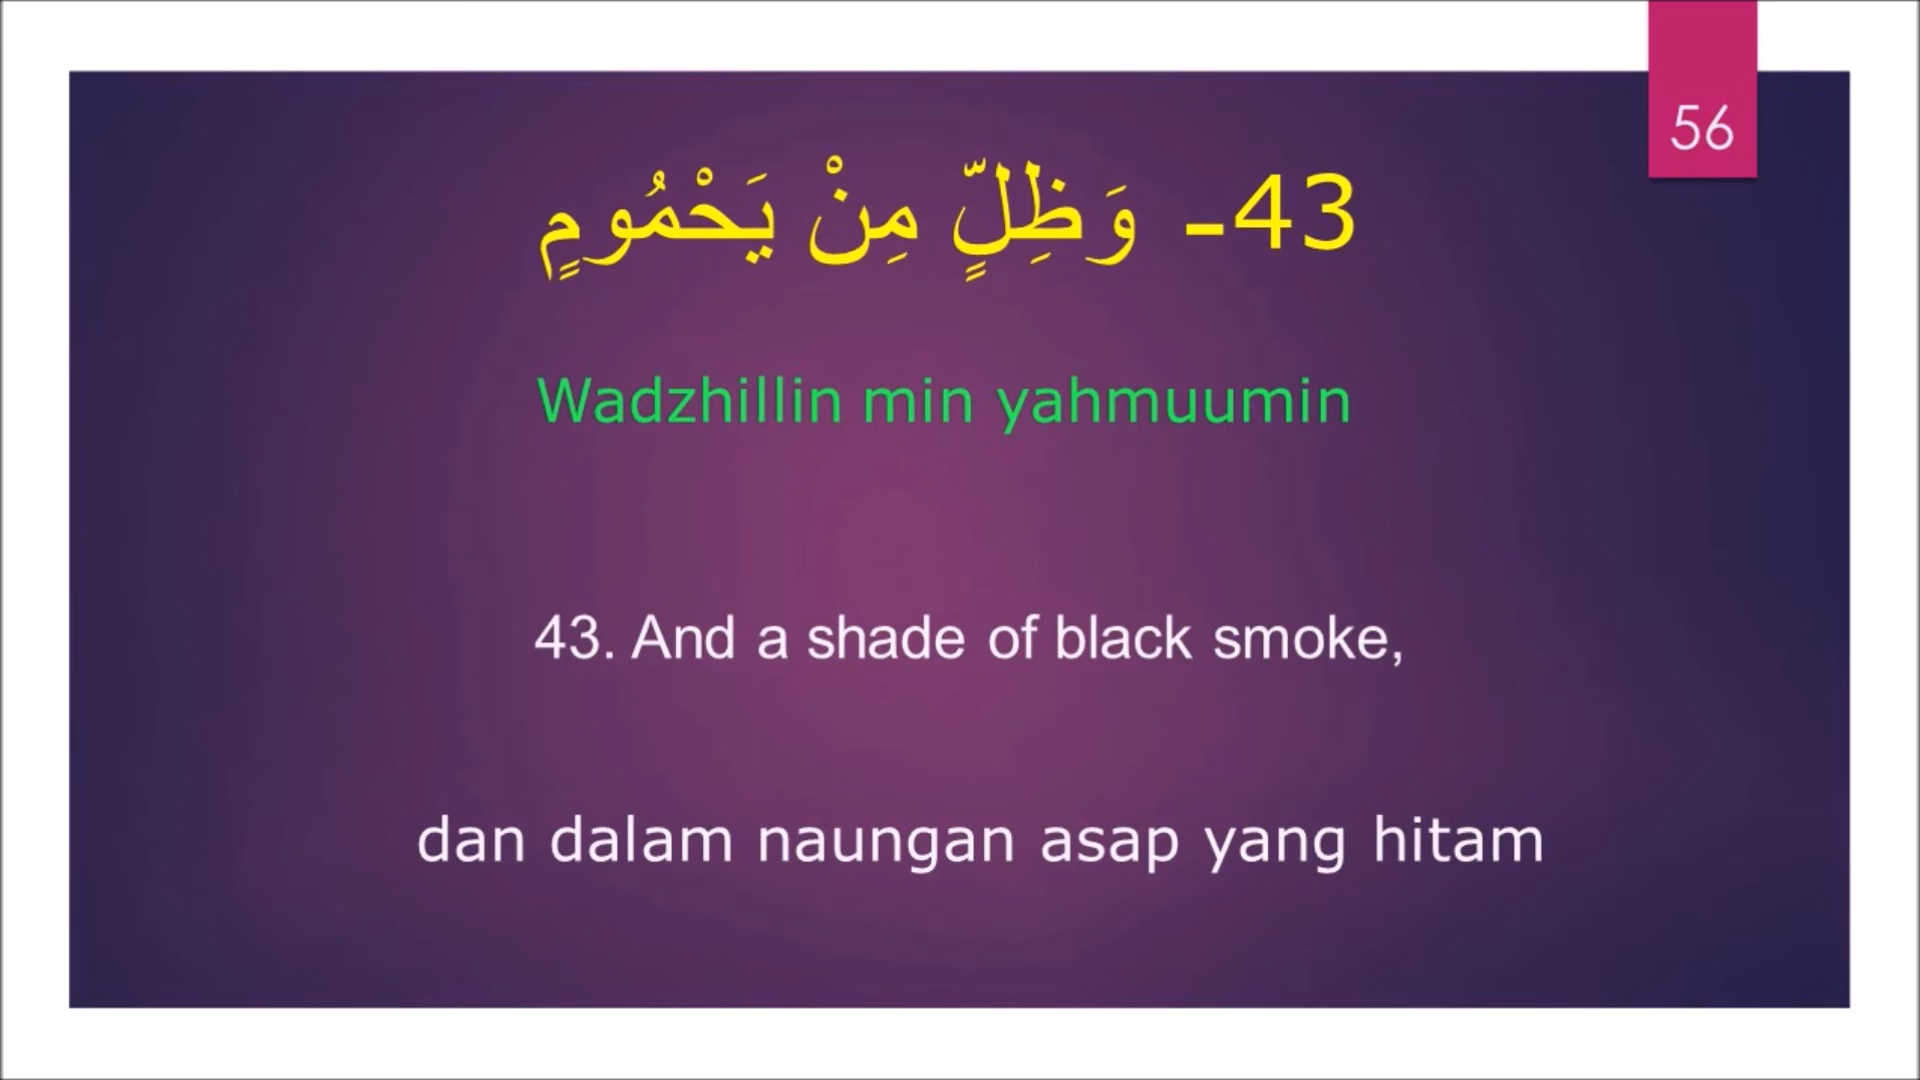 56
43- وَظِلٍّ مِنْ يَحْمُومٍ
Wadzhillin min yahmuumin
43. And a shade of black smoke,
dan dalam naungan asap yang hitam